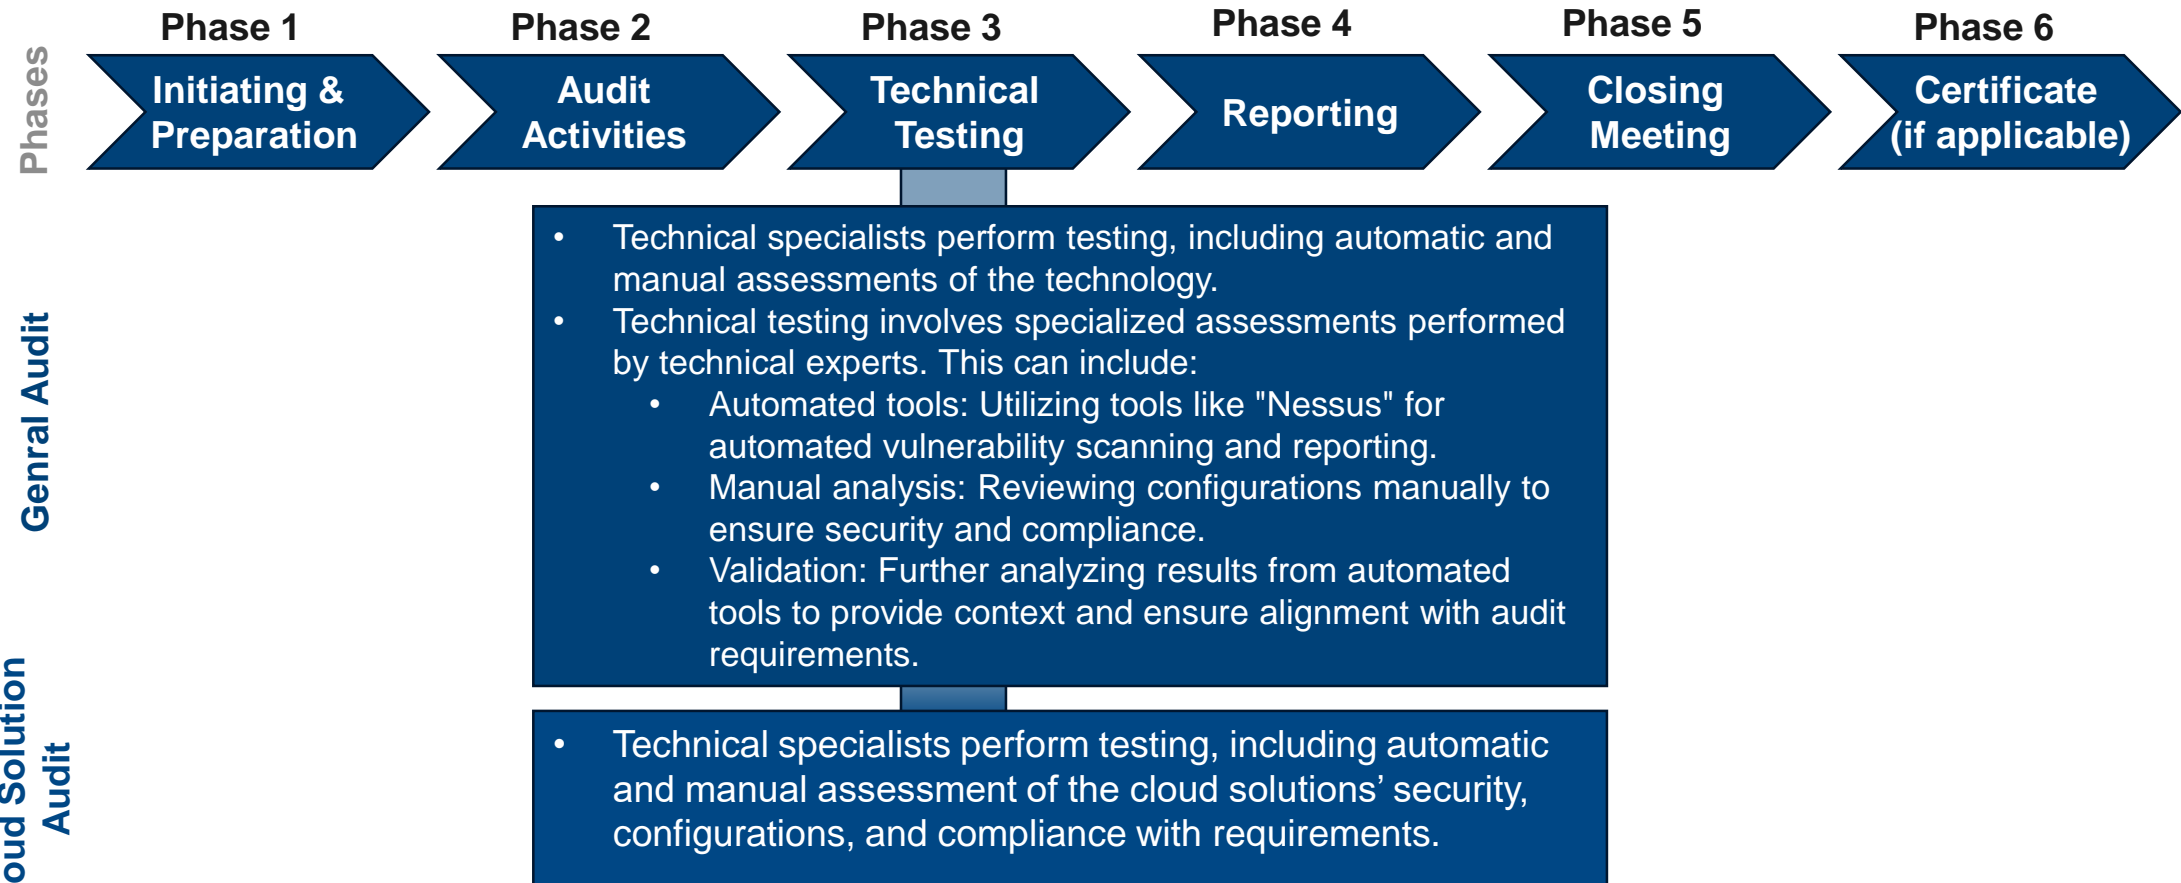 Phases
Phase 1
Phase 2
Phase 3
Phase 4
Phase 5
Phase 6
Initiating &
Preparation
Audit
Activities
Technical
Testing
Reporting
Closing
Meeting
Certificate
(if applicable)
Genral Audit
• Technical specialists perform testing, including automatic and
manual assessments of the technology.
• Technical testing involves specialized assessments performed
by technical experts. This can include:
• Automated tools: Utilizing tools like "Nessus" for
automated vulnerability scanning and reporting.
• Manual analysis: Reviewing configurations manually to
ensure security and compliance.
• Validation: Further analyzing results from automated
tools to provide context and ensure alignment with audit
requirements.
oud Solution
Audit
• Technical specialists perform testing, including automatic
and manual assessment of the cloud solutions’ security,
configurations, and compliance with requirements.